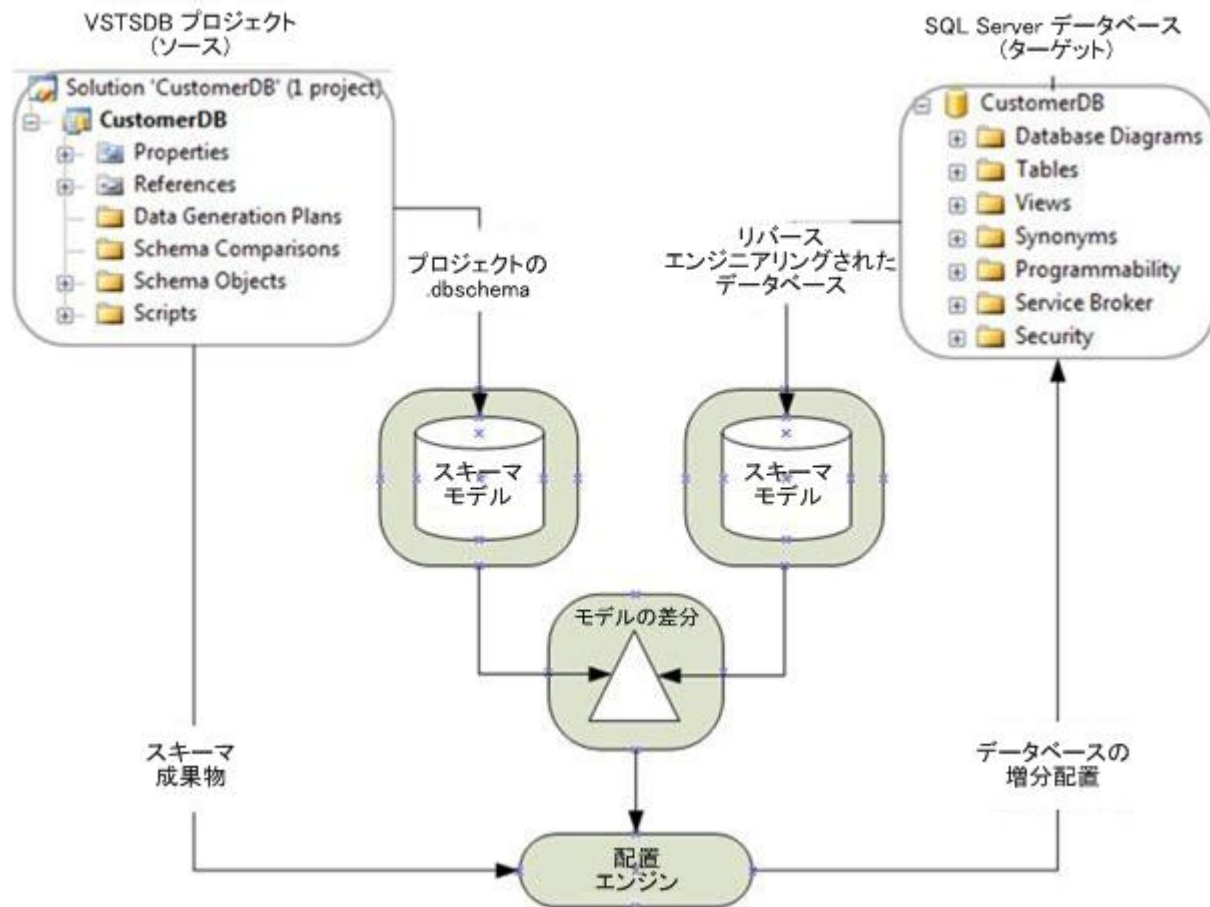 VSTSDB プロジェクト
(ソース)
Solution 'CustomerDB' (1 project)
CustomerDB
Properties
References
Data Generation Plans
Schema Comparisons
Schema Objects
Scripts
SQL Server データベース
(ターゲット)
CustomerDB
Database Diagrams
Tables
Views
Synonyms
Programmability
Service Broker
Security
プロジェクトの
.dbschema
リバース
エンジニアリングされた
データベース
スキーマ
モデル
スキーマ
モデル
モデルの差分
スキーマ
成果物
データベースの
増分配置
配置
エンジン